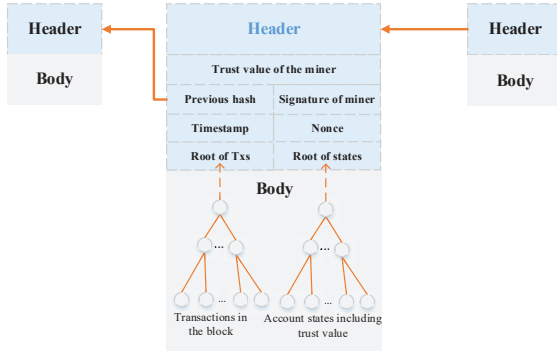 Header
Body
Header
Trust value of the miner
Previous hash
Signature of miner
Timestamp
Nonce
Root of Txs
Root of states
Body
...
...
...
...
Transactions in
the block
Account states including
trust value
Header
Body